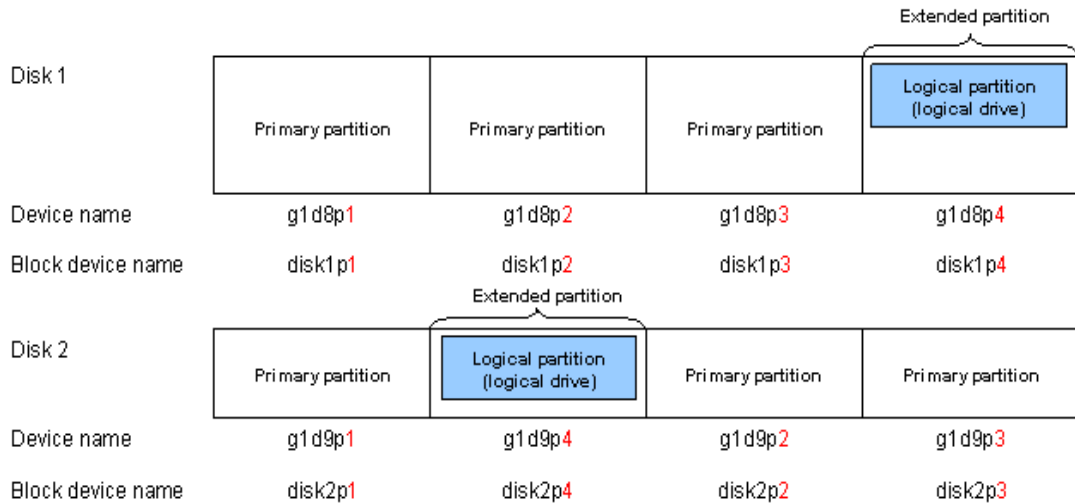 Extended partition
Disk 1
Primary partition Primary partition Primary partition Logical partition
(logical drive)
Device name g1d8p1 g1d8p2 g1d8p3 g1d8p4
Block device name disk1p1 disk1p2 disk1p3 disk1p4
Extended partition
Disk 2
Primary partition Logical partition
(logical drive) Primary partition Primary partition
Device name g1d9p1 g1d9p4 g1d9p2 g1d9p3
Block device name disk2p1 disk2p4 disk2p2 disk2p3